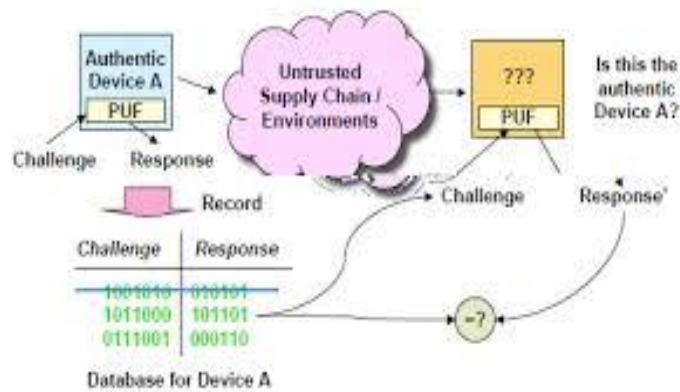 Authentic
Device A
PUF
Challenge
Response
Untrusted
Supply Chain /
Environments
???
PUF
Is this the
authentic
Device A?
Challenge
Response'
Record
Challenge Response
1001010 010101
1011000 101101
0111001 000110
=?
Database for Device A